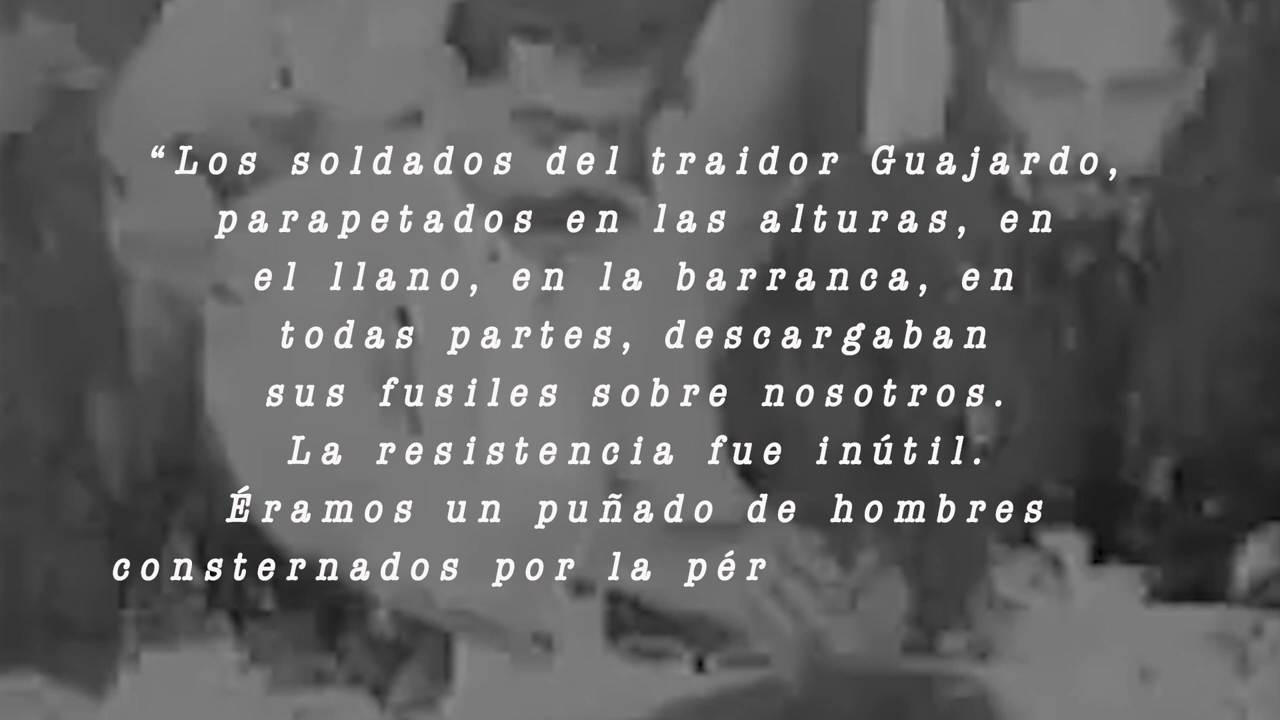 “Los soldados del traidor Guajardo,
parapetados en las alturas, en
el llano, en la barranca, en
todas partes, descargaban
sus fusiles sobre nosotros.
La resistencia fue inútil.
Éramos un puñado de hombres
consternados por la pér